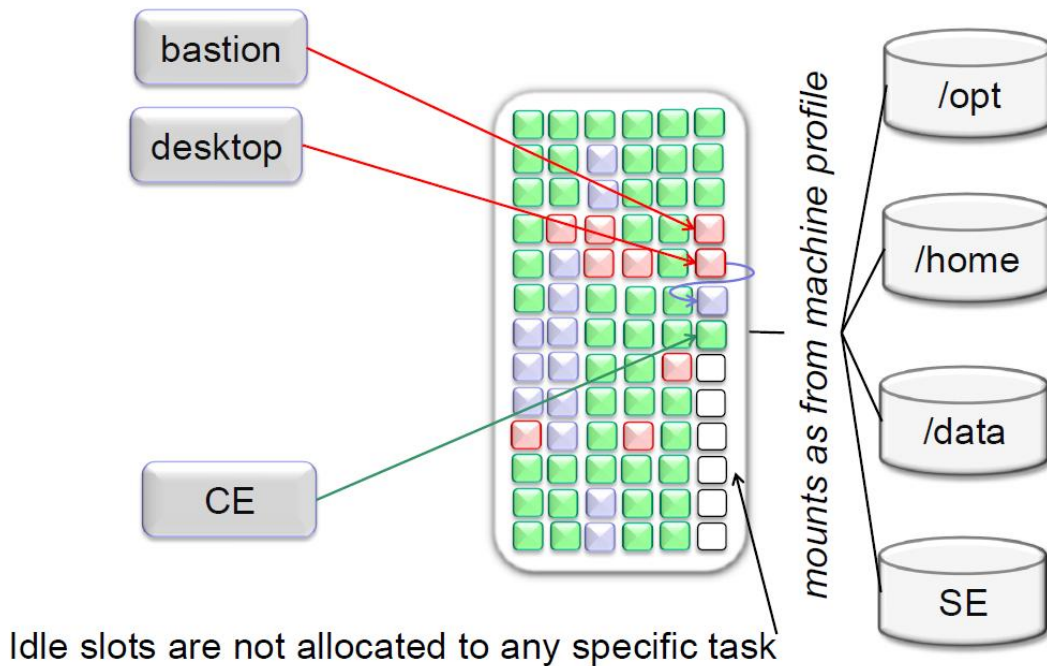 bastion
desktop
CE
mounts as from machine profile
/opt
/home
/data
SE
Idle slots are not allocated to any specific task